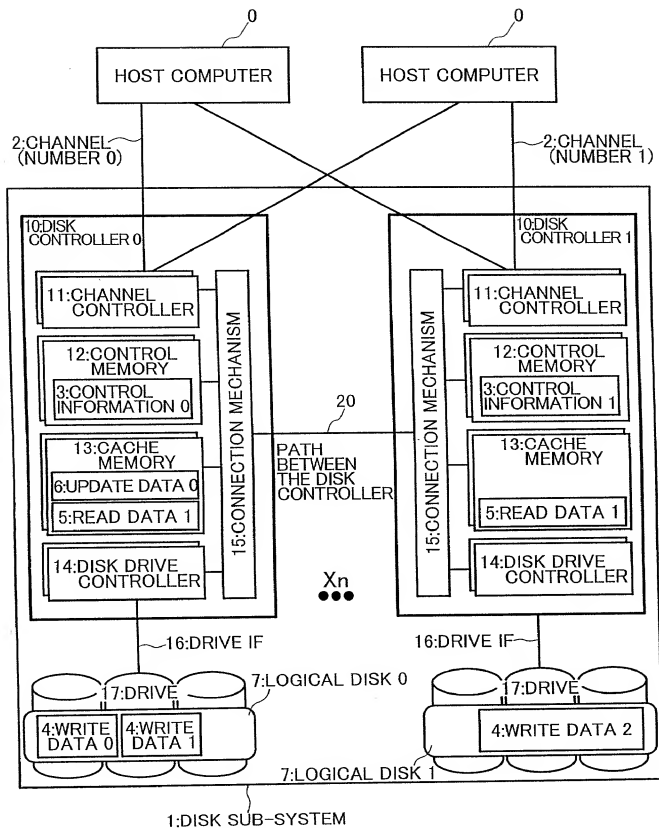 0
0
HOST COMPUTER
HOST COMPUTER
2:CHANNEL
(NUMBER 0)
2:CHANNEL
(NUMBER 1)
10:DISK
CONTROLLER 0
11:CHANNEL
CONTROLLER
12:CONTROL
MEMORY
3:CONTROL
INFORMATION 0
13:CACHE
MEMORY
6:UPDATE DATA 0
5:READ DATA 1
14:DISK DRIVE
CONTROLLER
15:CONNECTION MECHANISM
20
PATH
BETWEEN
THE DISK
CONTROLLER
Xn
10:DISK
CONTROLLER 1
15:CONNECTION MECHANISM
11:CHANNEL
CONTROLLER
12:CONTROL
MEMORY
3:CONTROL
INFORMATION 1
13:CACHE
MEMORY
5:READ DATA 1
14:DISK DRIVE
CONTROLLER
16:DRIVE IF
16:DRIVE IF
17:DRIVE
7:LOGICAL DISK 0
4:WRITE
DATA 0
4:WRITE
DATA 1
17:DRIVE
4:WRITE DATA 2
7:LOGICAL DISK 1
1:DISK SUB-SYSTEM